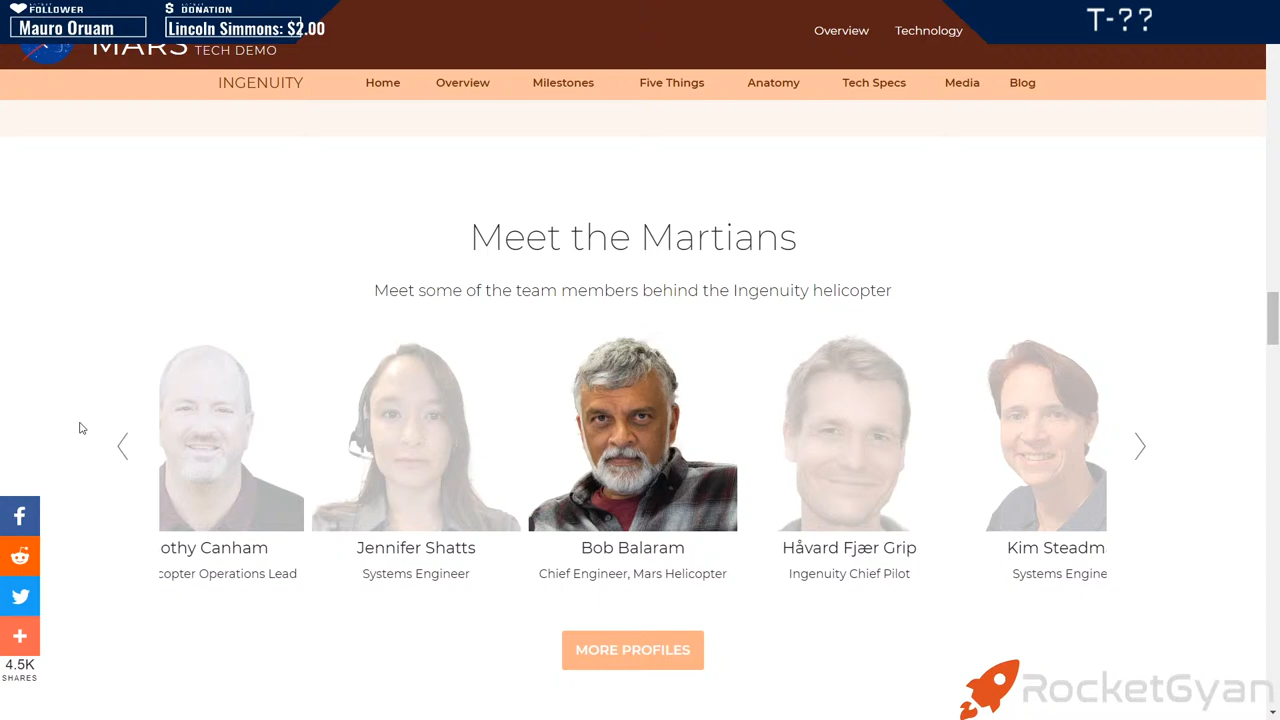 FOLLOWER
Mauro Oruam
$ DONATION
Lincoln Simmons: $2.00
T-??
MARS TECH DEMO
Overview Technology
INGENUITY Home Overview Milestones Five Things Anatomy Tech Specs Media Blog
Meet the Martians
Meet some of the team members behind the Ingenuity helicopter
othy Canham
copter Operations Lead
Jennifer Shatts
Systems Engineer
Bob Balaram
Chief Engineer, Mars Helicopter
Håvard Fjær Grip
Ingenuity Chief Pilot
Kim Steadm
Systems Engine
MORE PROFILES
4.5K
SHARES
RocketGyan